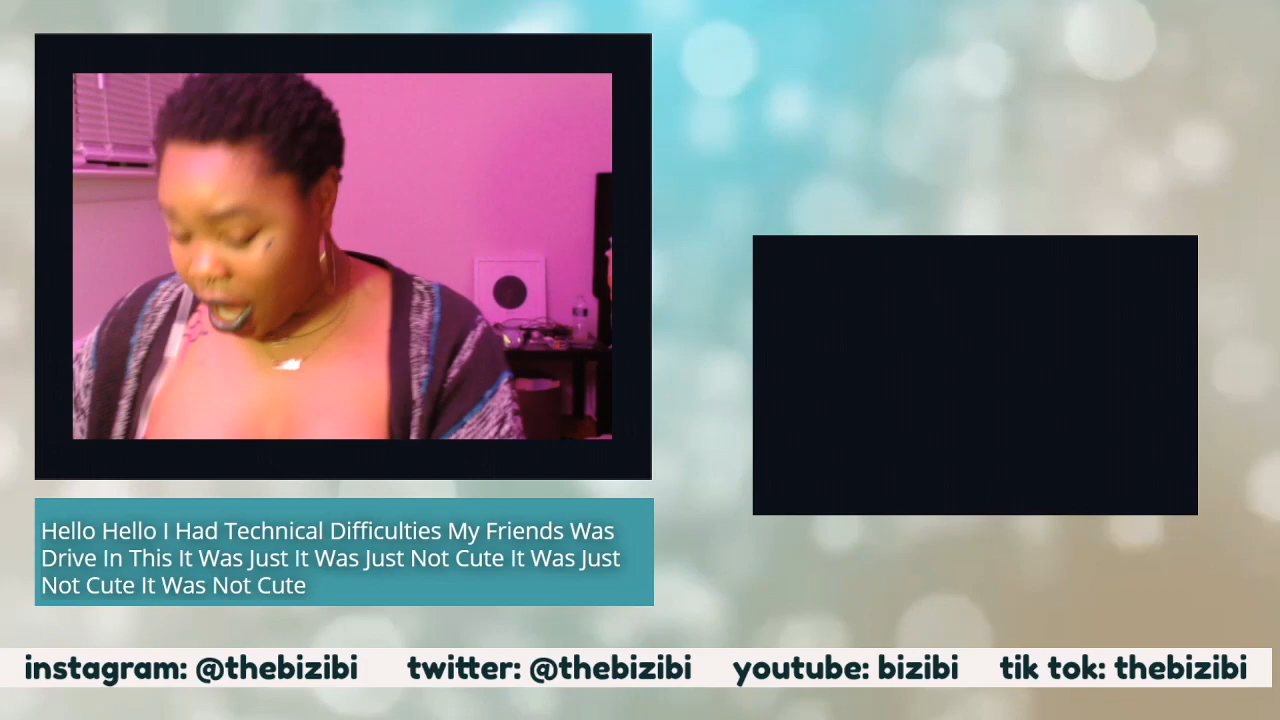 Hello Hello I Had Technical Difficulties My Friends Was
Drive In This It Was Just It Was Just Not Cute It Was Just
Not Cute It Was Not Cute
instagram: @thebizibi twitter: @thebizibi youtube: bizibi tik tok: thebizibi